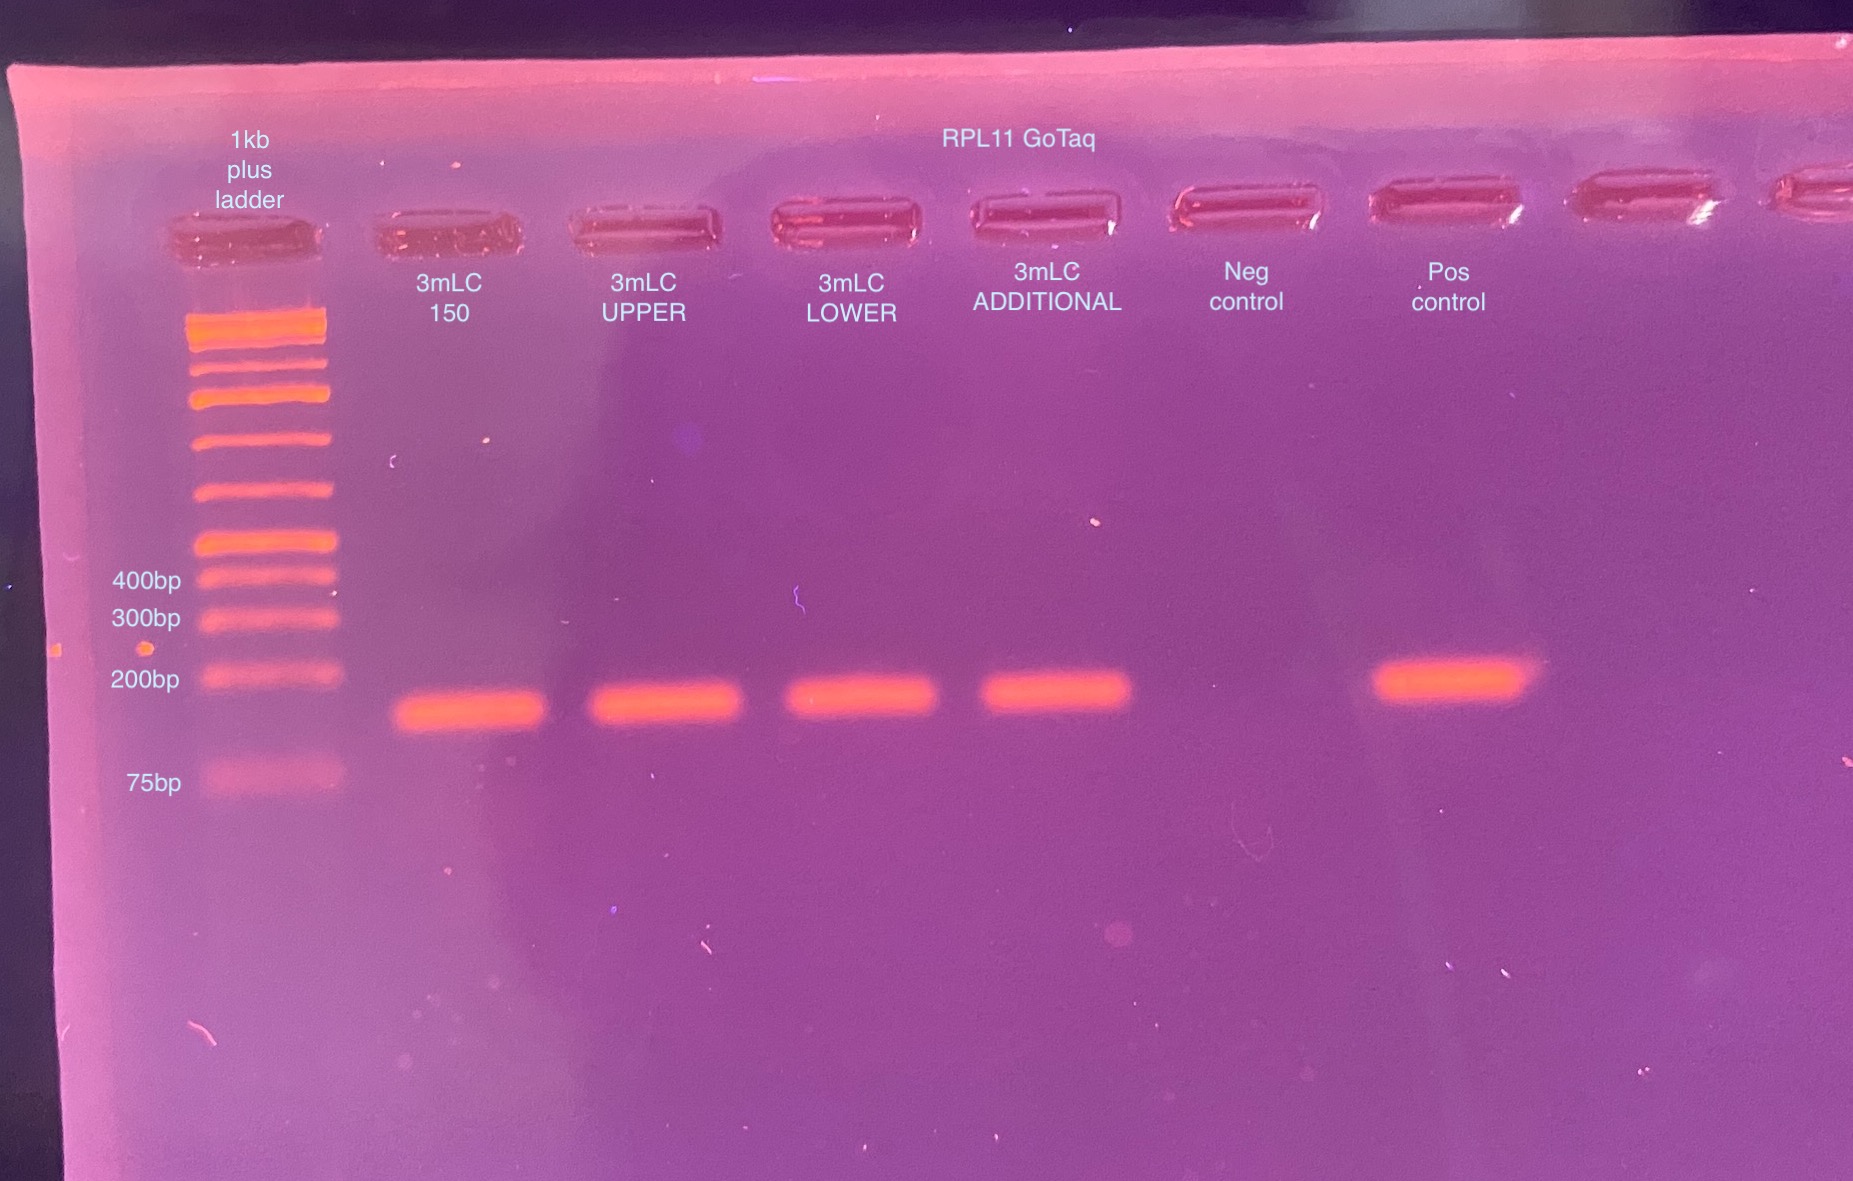 1kb
plus
ladder
RPL11 GoTaq
3mLC
150
3mLC
UPPER
3mLC
LOWER
3mLC
ADDITIONAL
Neg
control
Pos
control
400bp
300bp
200bp
75bp